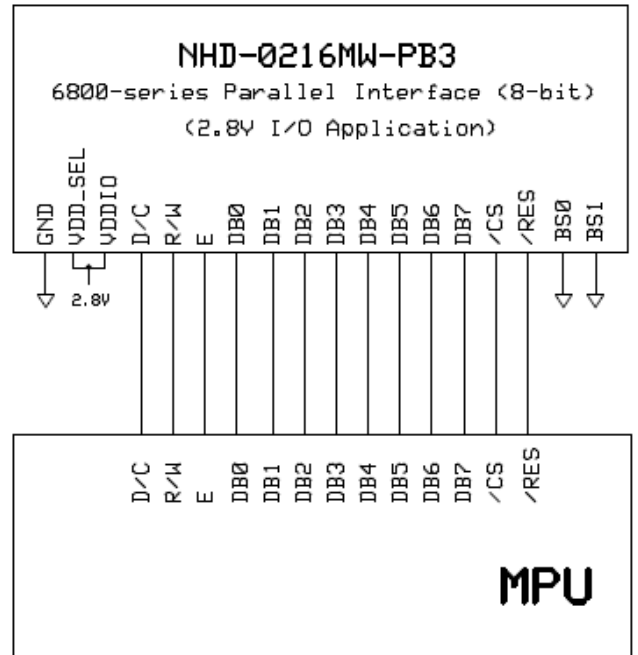 NHD-0216MW-PB3
6800-series Parallel Interface (8-bit)
(2.8V I/O Application)
GND
VDD_SEL
VDDIO
D/C
R/W
E
DB0
DB1
DB2
DB3
DB4
DB5
DB6
DB7
/CS
/RES
BS0
BS1
2.8V
D/C
R/W
E
DB0
DB1
DB2
DB3
DB4
DB5
DB6
DB7
/CS
/RES
MPU